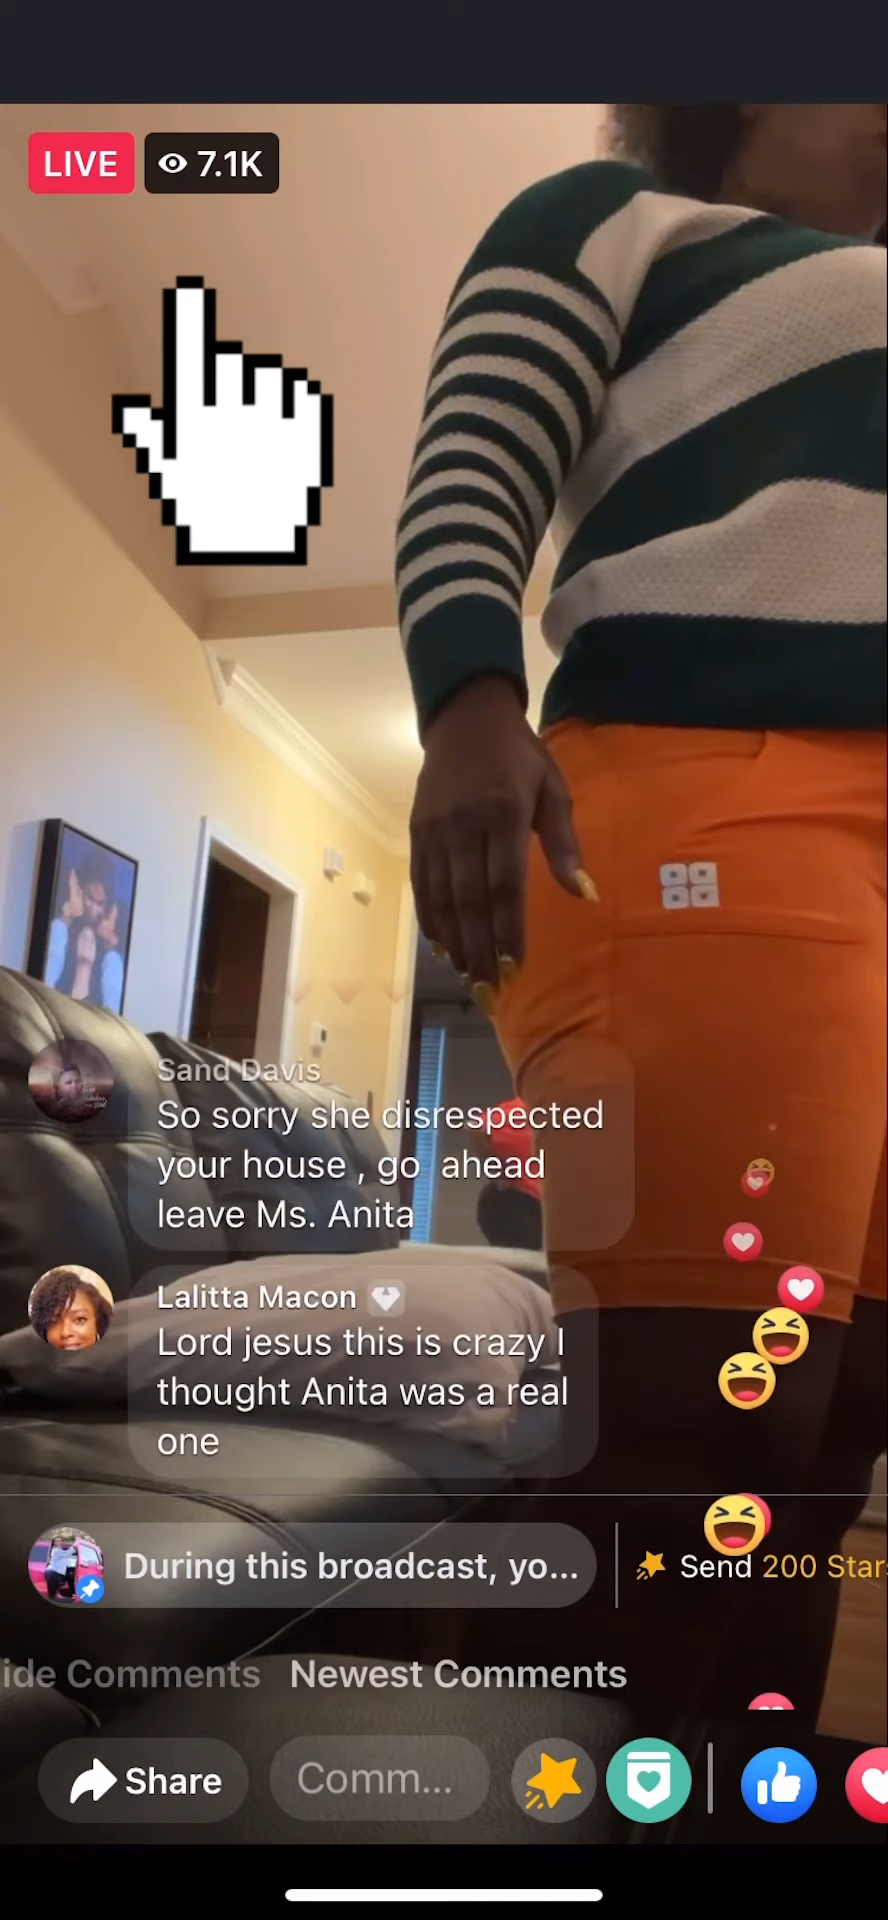 LIVE 7.1K
Sand Davis
So sorry she disrespected
your house , go  ahead
leave Ms. Anita
Lalitta Macon
Lord jesus this is crazy I
thought Anita was a real
one
During this broadcast, yo...
Send 200 Star
ide Comments Newest Comments
Share Comm...